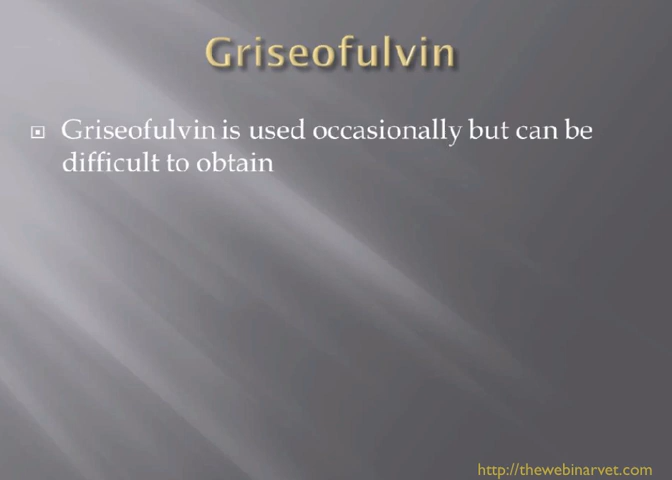 Griseofulvin
Griseofulvin is used occasionally but can be
difficult to obtain
http://thewebinarvet.com